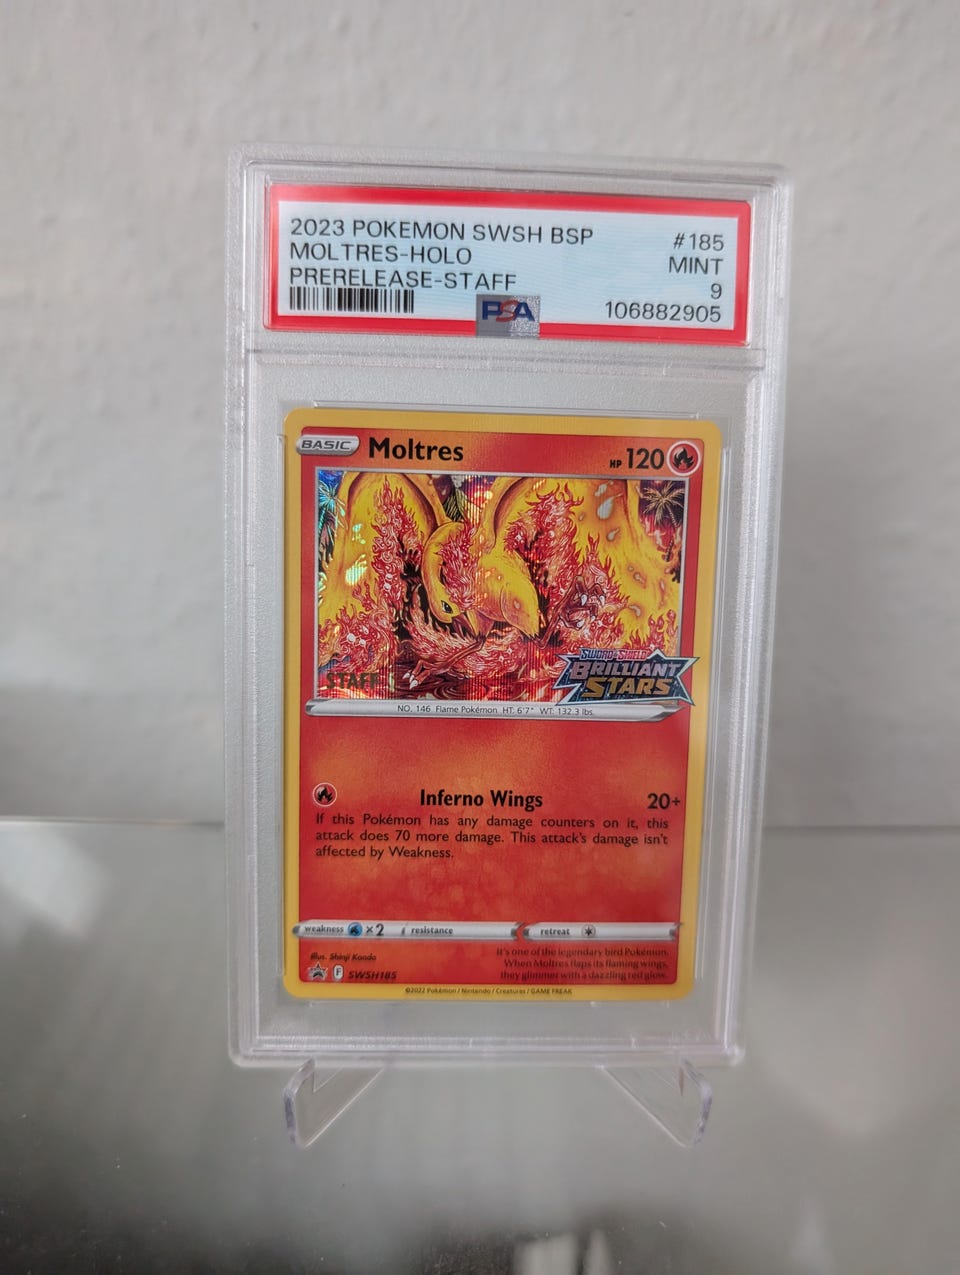 2023 POKEMON SWSH BSP #185
MOLTRES-HOLO MINT
PRERELEASE-STAFF 9
PSA 106882905
BASIC Moltres HP 120
STAFF
SWORD & SHIELD
BRILLIANT
STARS
NO. 146 Flame Pokémon HT: 6'7" WT: 132.3 lbs.
Inferno Wings 20+
If this Pokémon has any damage counters on it, this
attack does 70 more damage. This attack's damage isn't
affected by Weakness.
weakness ×2 resistance retreat
Illus. Shinji Kanda
F SWSH185
It's one of the legendary bird Pokémon.
When Moltres flaps its flaming wings,
they glimmer with a dazzling red glow.
©2022 Pokémon / Nintendo / Creatures / GAME FREAK